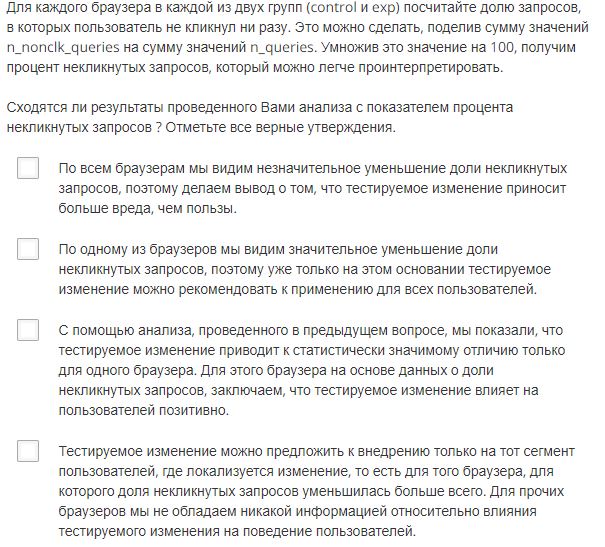 Для каждого браузера в каждой из двух групп (control и exp) посчитайте долю запросов,
в которых пользователь не кликнул ни разу. Это можно сделать, поделив сумму значений
n_nonclk_queries на сумму значений n_queries. Умножив это значение на 100, получим
процент некликнутых запросов, который можно легче проинтерпретировать.
Сходятся ли результаты проведенного Вами анализа с показателем процента
некликнутых запросов ? Отметьте все верные утверждения.
По всем браузерам мы видим незначительное уменьшение доли некликнутых
запросов, поэтому делаем вывод о том, что тестируемое изменение приносит
больше вреда, чем пользы.
По одному из браузеров мы видим значительное уменьшение доли
некликнутых запросов, поэтому уже только на этом основании тестируемое
изменение можно рекомендовать к применению для всех пользователей.
С помощью анализа, проведенного в предыдущем вопросе, мы показали, что
тестируемое изменение приводит к статистически значимому отличию только
для одного браузера. Для этого браузера на основе данных о доли
некликнутых запросов, заключаем, что тестируемое изменение влияет на
пользователей позитивно.
Тестируемое изменение можно предложить к внедрению только на тот сегмент
пользователей, где локализуется изменение, то есть для того браузера, для
которого доля некликнутых запросов уменьшилась больше всего. Для прочих
браузеров мы не обладаем никакой информацией относительно влияния
тестируемого изменения на поведение пользователей.